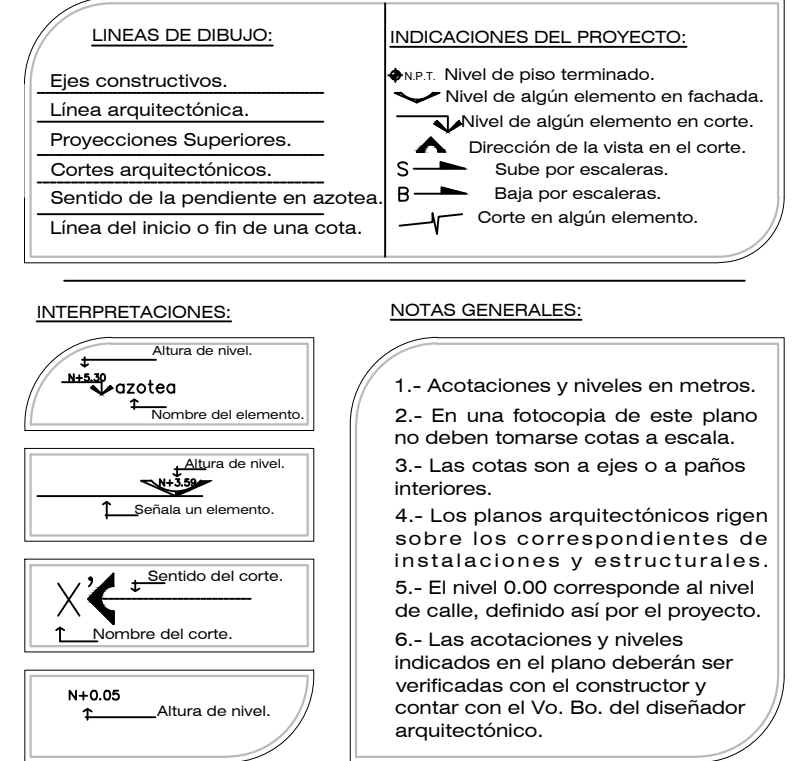 LINEAS DE DIBUJO:
Ejes constructivos.
Línea arquitectónica.
Proyecciones Superiores.
Cortes arquitectónicos.
Sentido de la pendiente en azotea.
Línea del inicio o fin de una cota.
INDICACIONES DEL PROYECTO:
N.P.T. Nivel de piso terminado.
Nivel de algún elemento en fachada.
Nivel de algún elemento en corte.
Dirección de la vista en el corte.
S Sube por escaleras.
B Baja por escaleras.
Corte en algún elemento.
INTERPRETACIONES:
Altura de nivel.
N+5.30
azotea
Nombre del elemento.
Altura de nivel.
N+3.59
Señala un elemento.
Sentido del corte.
X'
Nombre del corte.
N+0.05
Altura de nivel.
NOTAS GENERALES:
1.- Acotaciones y niveles en metros.
2.- En una fotocopia de este plano
no deben tomarse cotas a escala.
3.- Las cotas son a ejes o a paños
interiores.
4.- Los planos arquitectónicos rigen
sobre los correspondientes de
instalaciones y estructurales.
5.- El nivel 0.00 corresponde al nivel
de calle, definido así por el proyecto.
6.- Las acotaciones y niveles
indicados en el plano deberán ser
verificadas con el constructor y
contar con el Vo. Bo. del diseñador
arquitectónico.